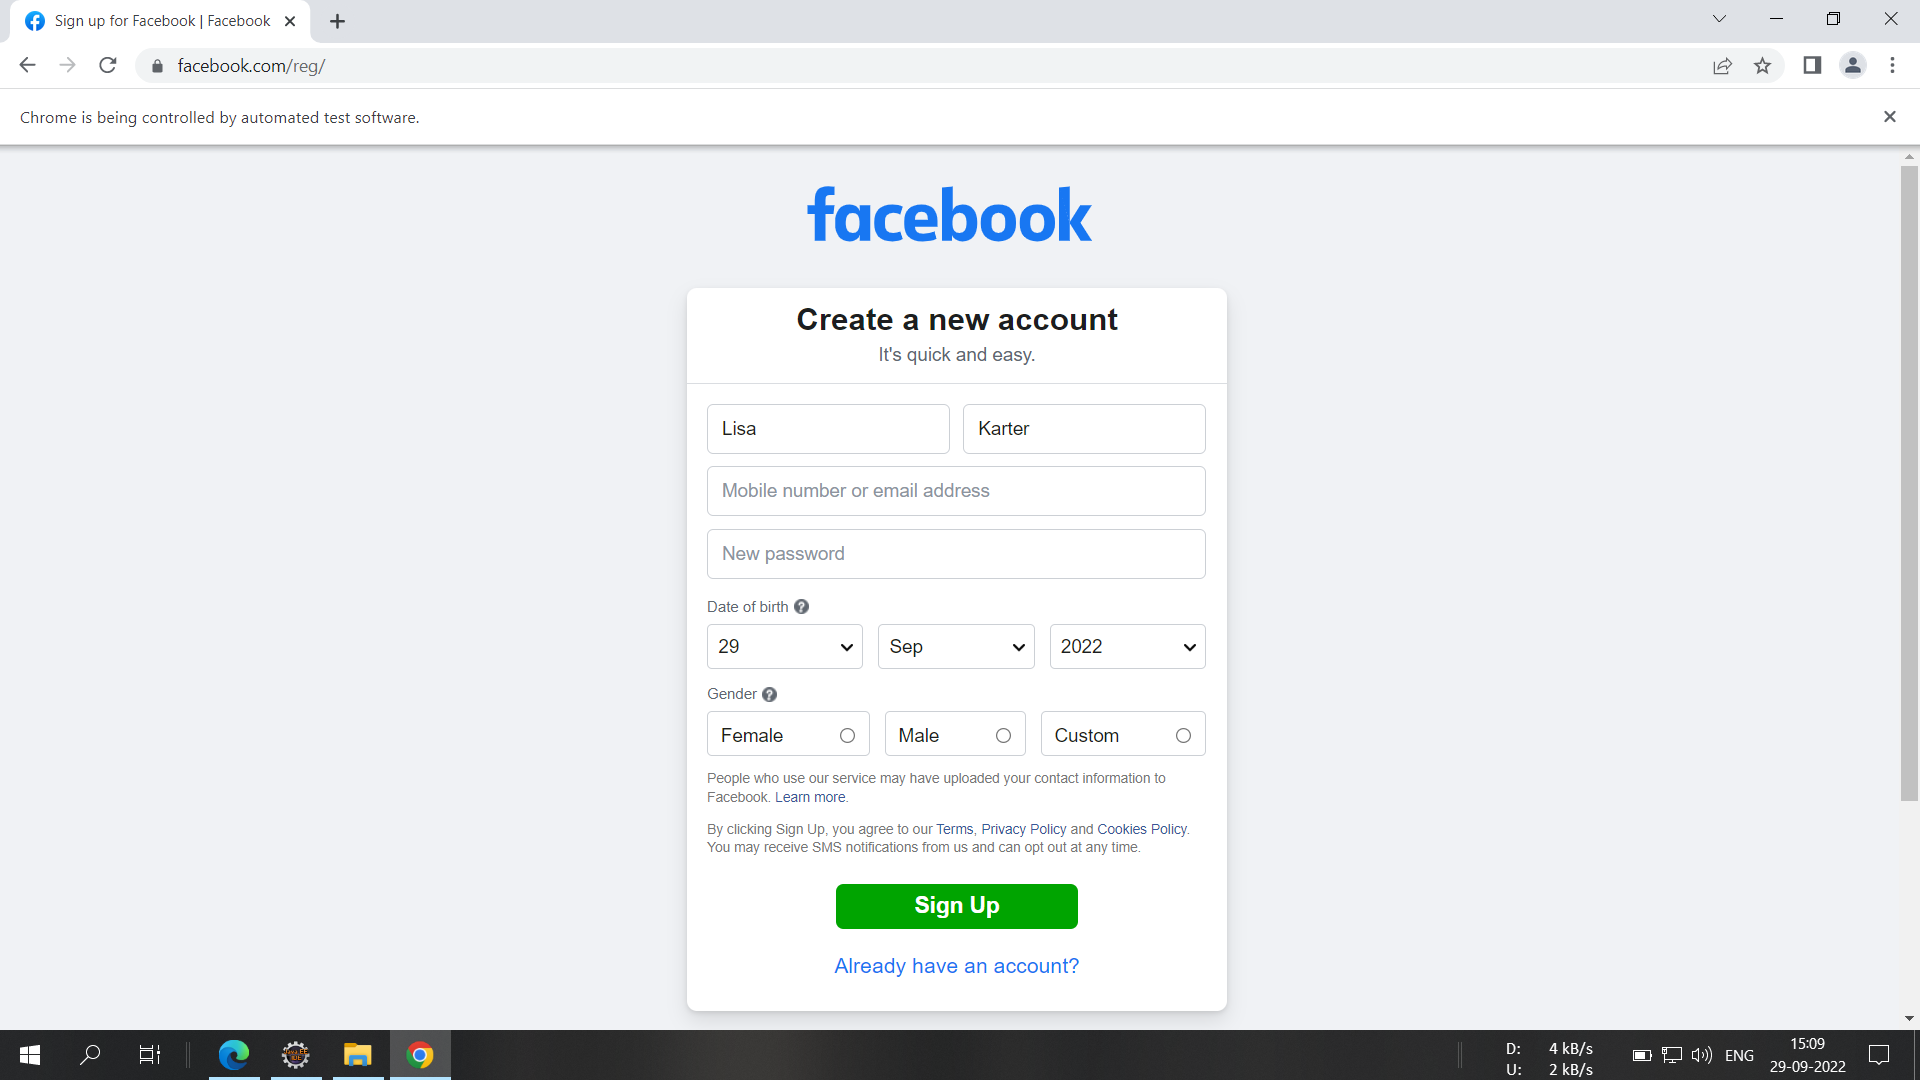 Sign up for Facebook | Facebook
facebook.com/reg/
Chrome is being controlled by automated test software.
facebook
Create a new account
It's quick and easy.
Lisa Karter
Mobile number or email address
New password
Date of birth ?
29 Sep 2022
Gender ?
Female Male Custom
People who use our service may have uploaded your contact information to
Facebook. Learn more.
By clicking Sign Up, you agree to our Terms, Privacy Policy and Cookies Policy.
You may receive SMS notifications from us and can opt out at any time.
Sign Up
Already have an account?
D: 4 kB/s
U: 2 kB/s
ENG
15:09
29-09-2022